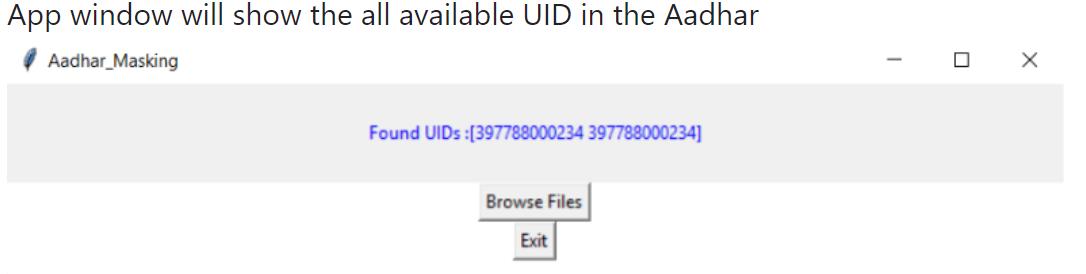 App window will show the all available UID in the Aadhar
Aadhar_Masking
Found UIDs :[397788000234 397788000234]
Browse Files
Exit